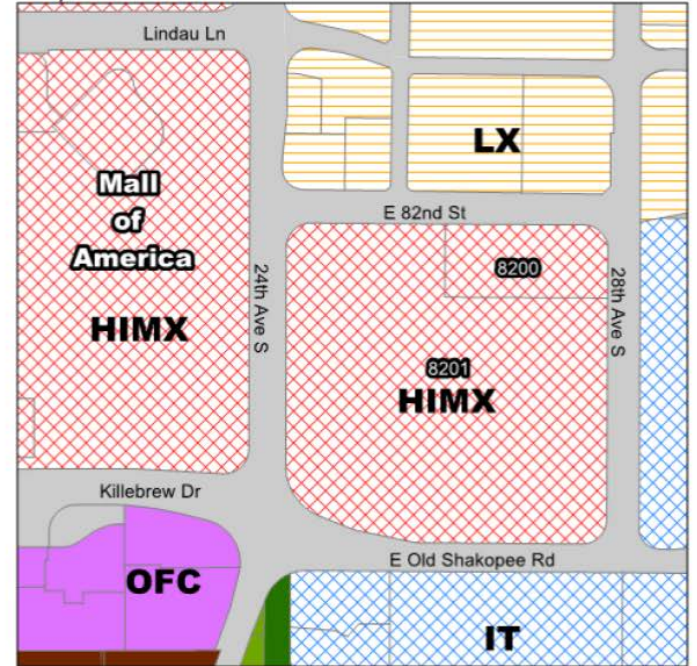 Lindau Ln
LX
Mall
of
America
E 82nd St
8200
24th Ave S
28th Ave S
HIMX
8201
HIMX
Killebrew Dr
E Old Shakopee Rd
OFC
IT